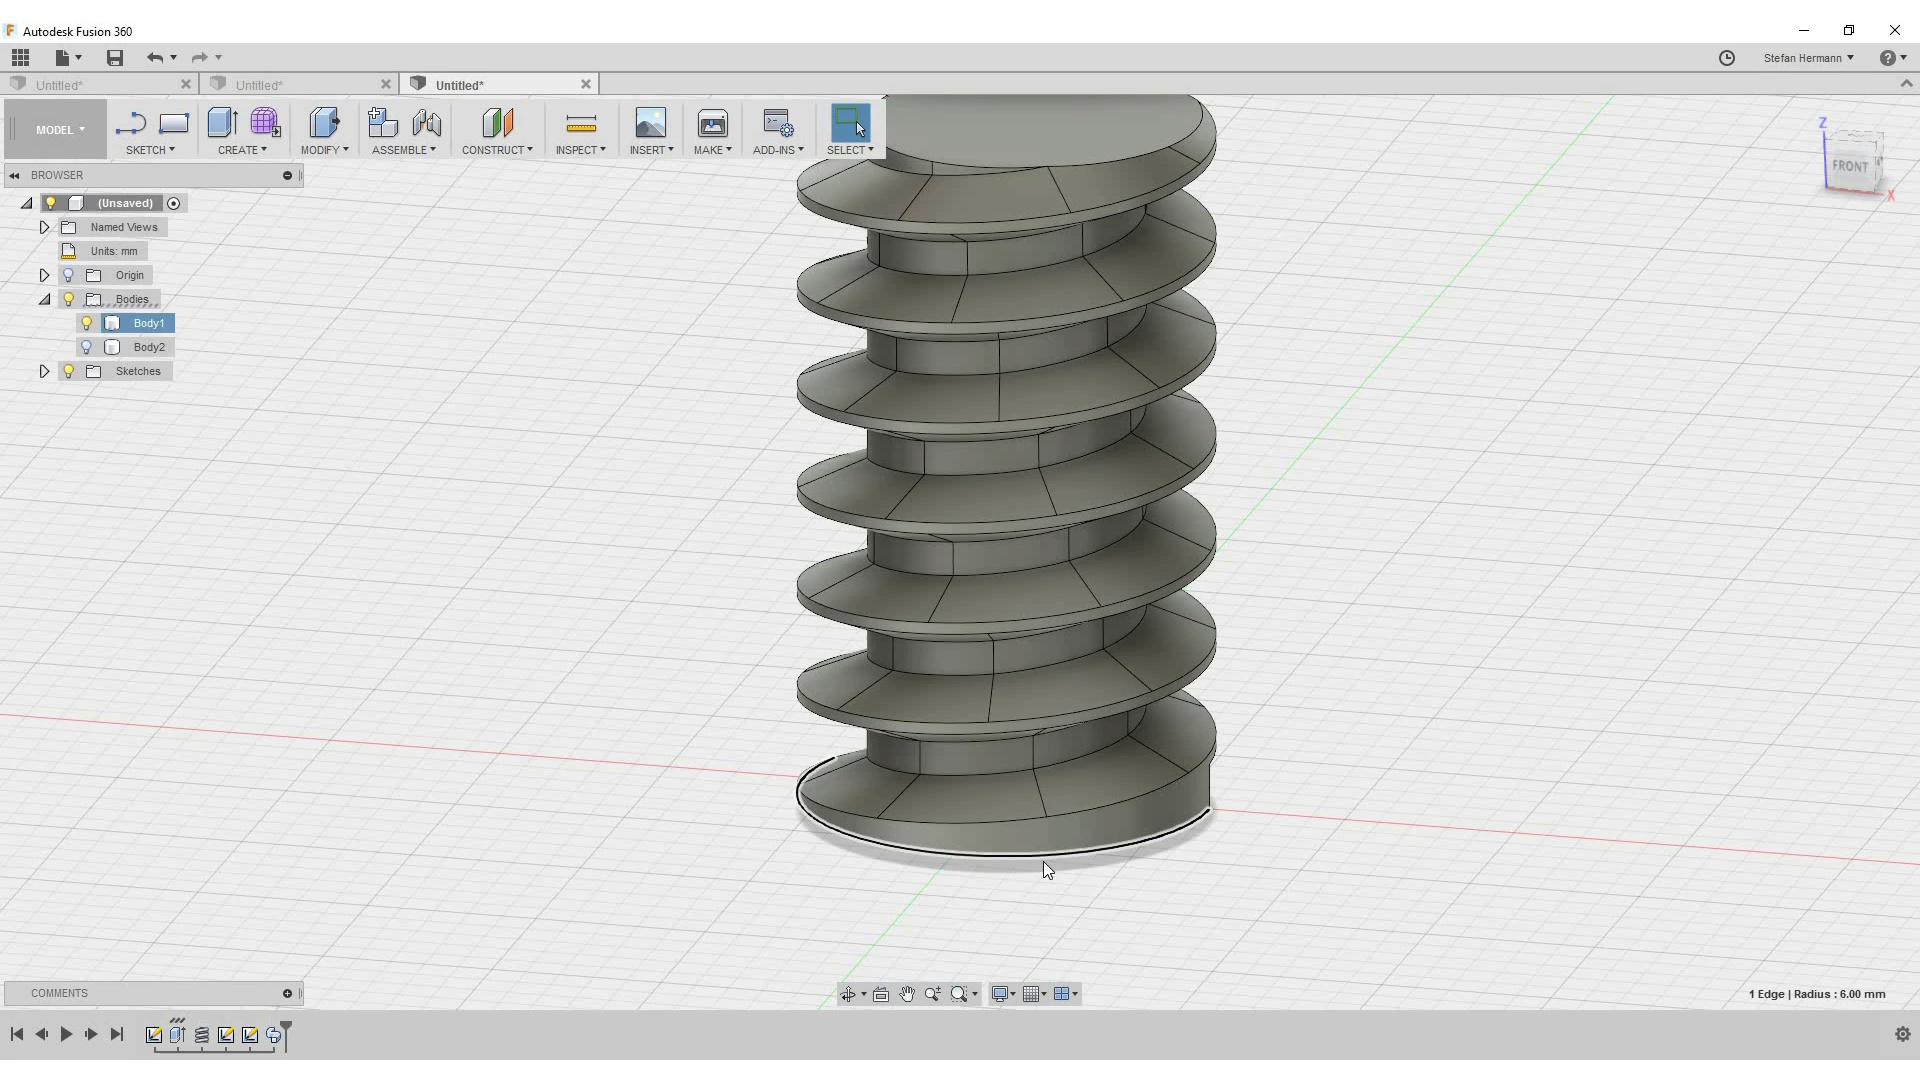 Autodesk Fusion 360
Stefan Hermann
Untitled*
Untitled*
Untitled*
MODEL
SKETCH
CREATE
MODIFY
ASSEMBLE
CONSTRUCT
INSPECT
INSERT
MAKE
ADD-INS
SELECT
Z
FRONT
X
BROWSER
(Unsaved)
Named Views
Units: mm
Origin
Bodies
Body1
Body2
Sketches
COMMENTS
1 Edge | Radius : 6.00 mm